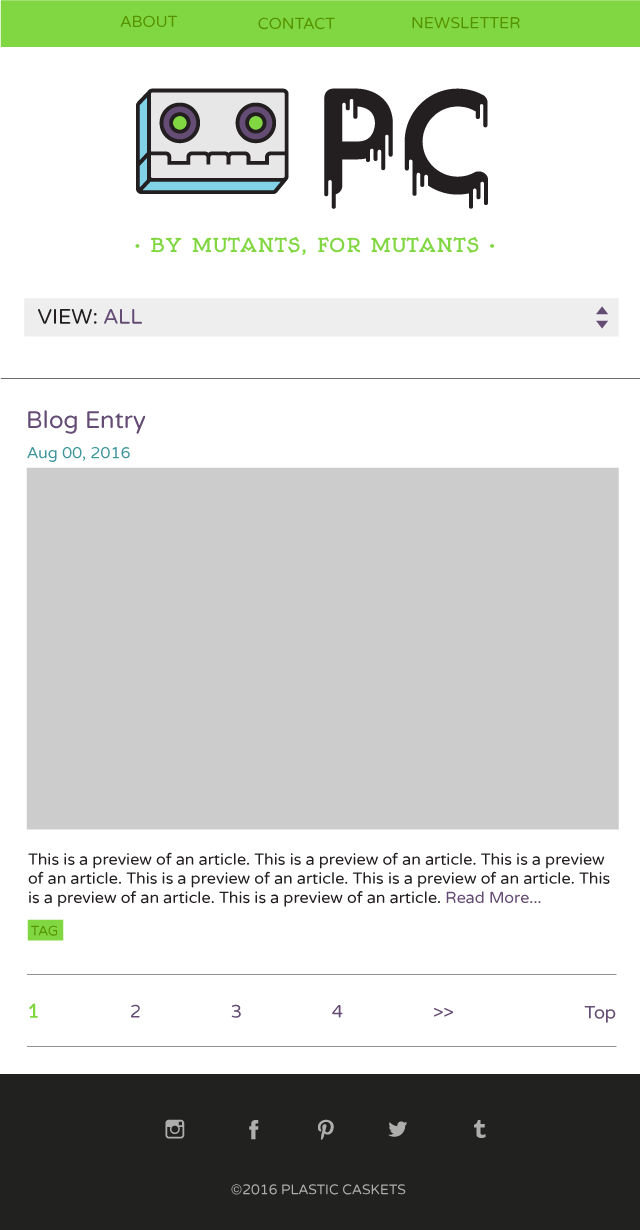 ABOUT CONTACT NEWSLETTER
PC
• BY MUTANTS, FOR MUTANTS •
VIEW: ALL
Blog Entry
Aug 00, 2016
This is a preview of an article. This is a preview of an article. This is a preview
of an article. This is a preview of an article. This is a preview of an article. This
is a preview of an article. This is a preview of an article. Read More...
TAG
1 2 3 4 >> Top
©2016 PLASTIC CASKETS